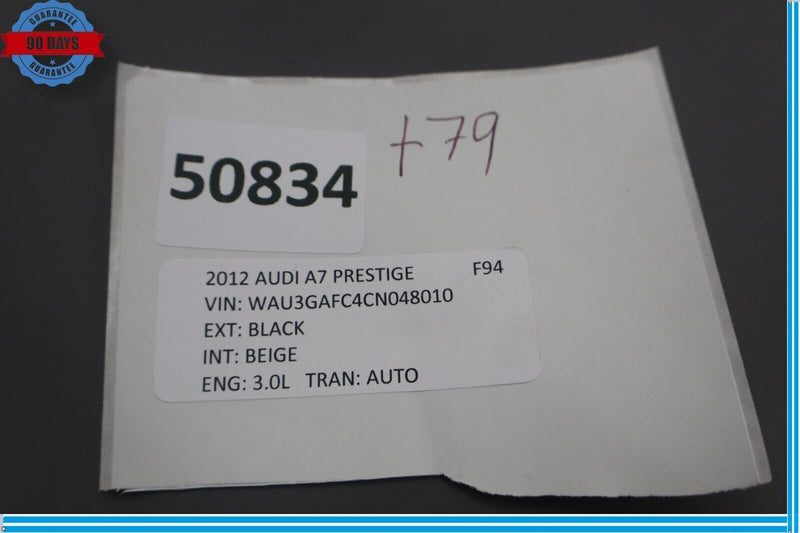 GUARANTEE
90 DAYS
GUARANTEE
+79
50834
2012 AUDI A7 PRESTIGE F94
VIN: WAU3GAFC4CN048010
EXT: BLACK
INT: BEIGE
ENG: 3.0L TRAN: AUTO